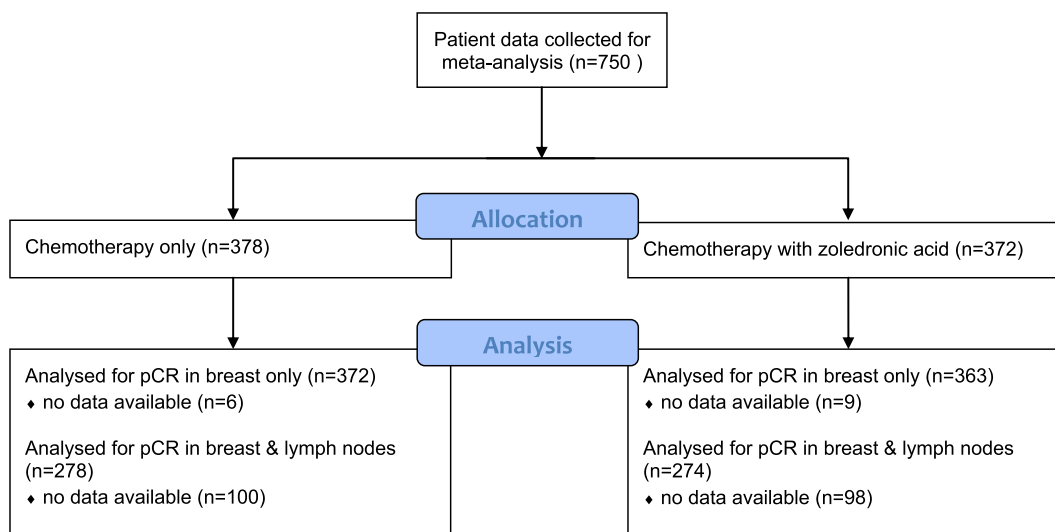 Patient data collected for
meta-analysis (n=750 )
Allocation
Chemotherapy only (n=378)
Chemotherapy with zoledronic acid (n=372)
Analysis
Analysed for pCR in breast only (n=372)
♦ no data available (n=6)
Analysed for pCR in breast & lymph nodes
(n=278)
♦ no data available (n=100)
Analysed for pCR in breast only (n=363)
♦ no data available (n=9)
Analysed for pCR in breast & lymph nodes
(n=274)
♦ no data available (n=98)